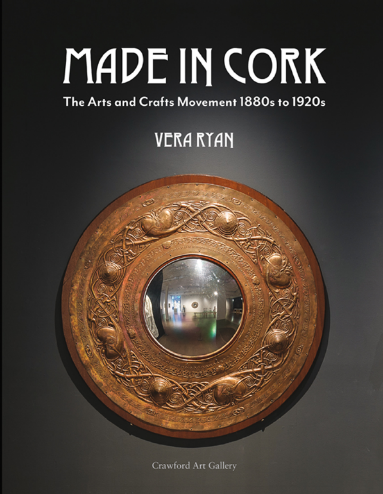 MADE IN CORK
The Arts and Crafts Movement 1880s to 1920s
VERA RYAN
Crawford Art Gallery